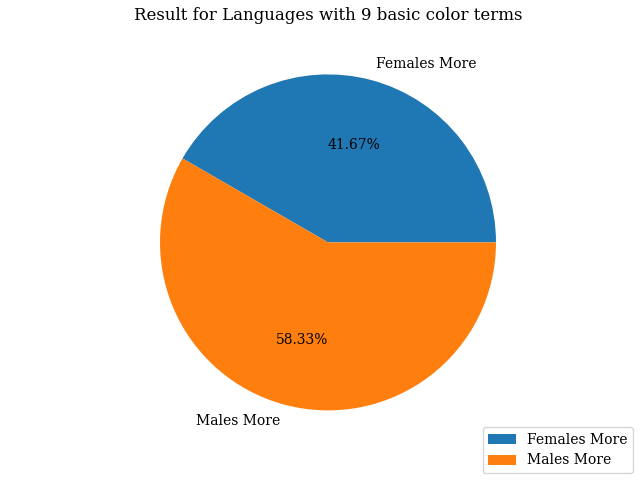 Result for Languages with 9 basic color terms
Females More
41.67%
58.33%
Males More
Females More
Males More